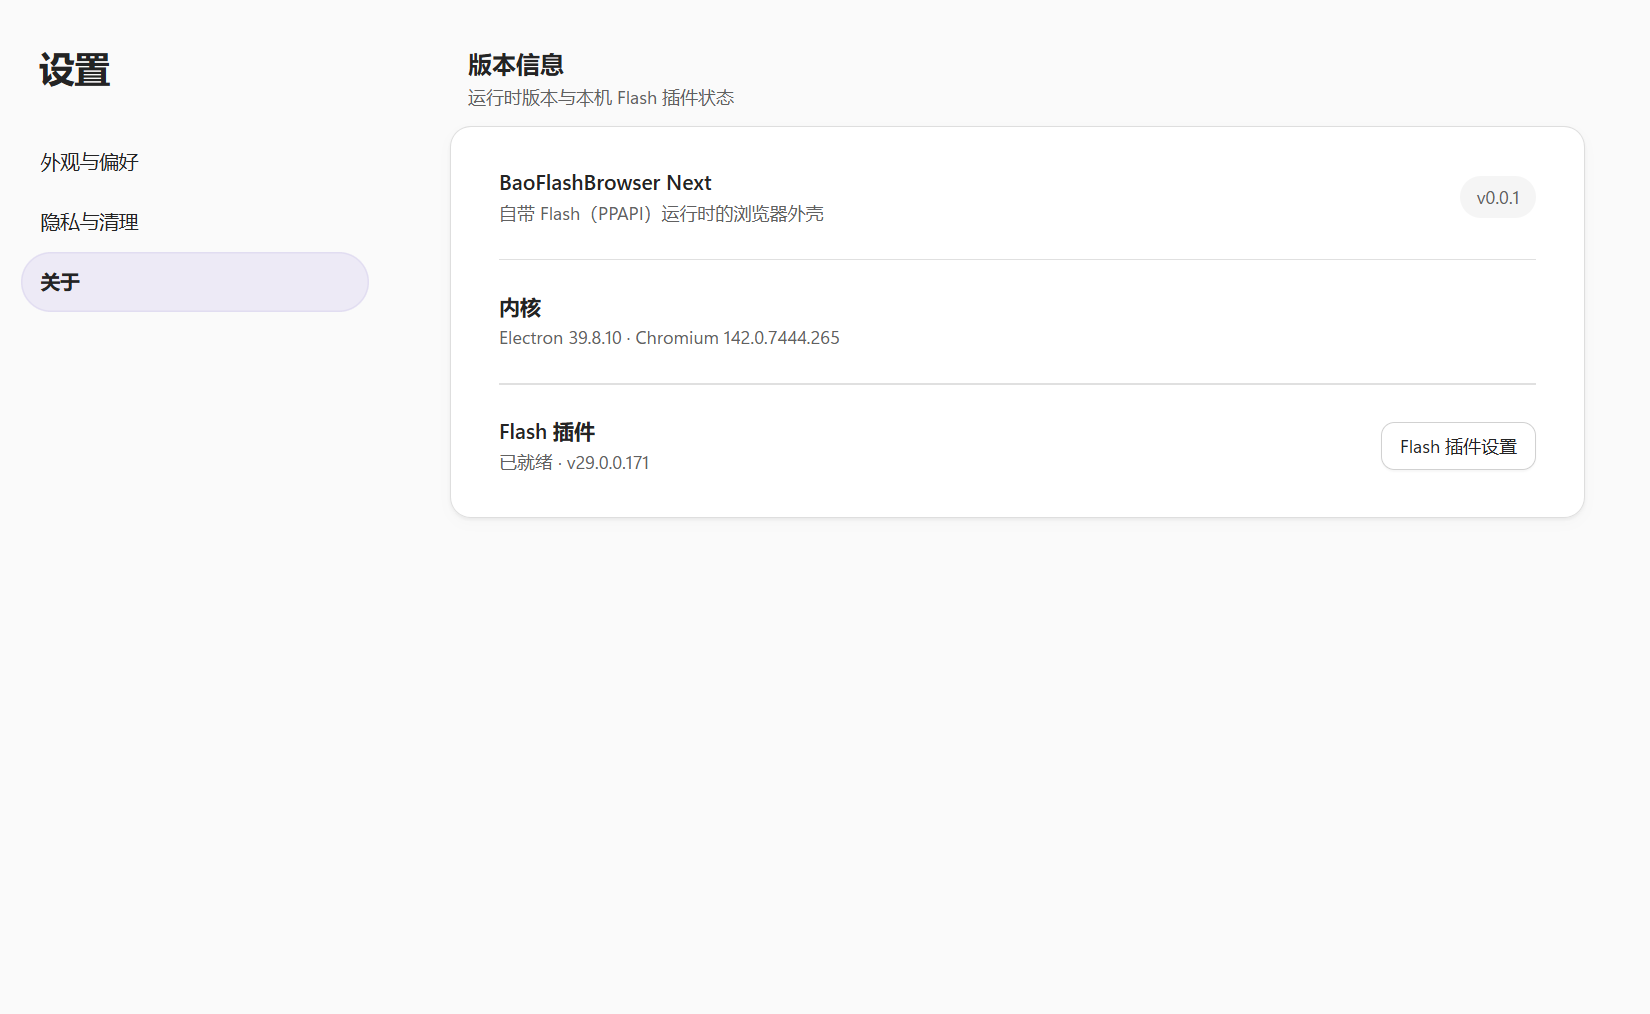 设置
外观与偏好
隐私与清理
关于
版本信息
运行时版本与本机 Flash 插件状态
BaoFlashBrowser Next
自带 Flash（PPAPI）运行时的浏览器外壳
v0.0.1
内核
Electron 39.8.10 · Chromium 142.0.7444.265
Flash 插件
已就绪 · v29.0.0.171
Flash 插件设置